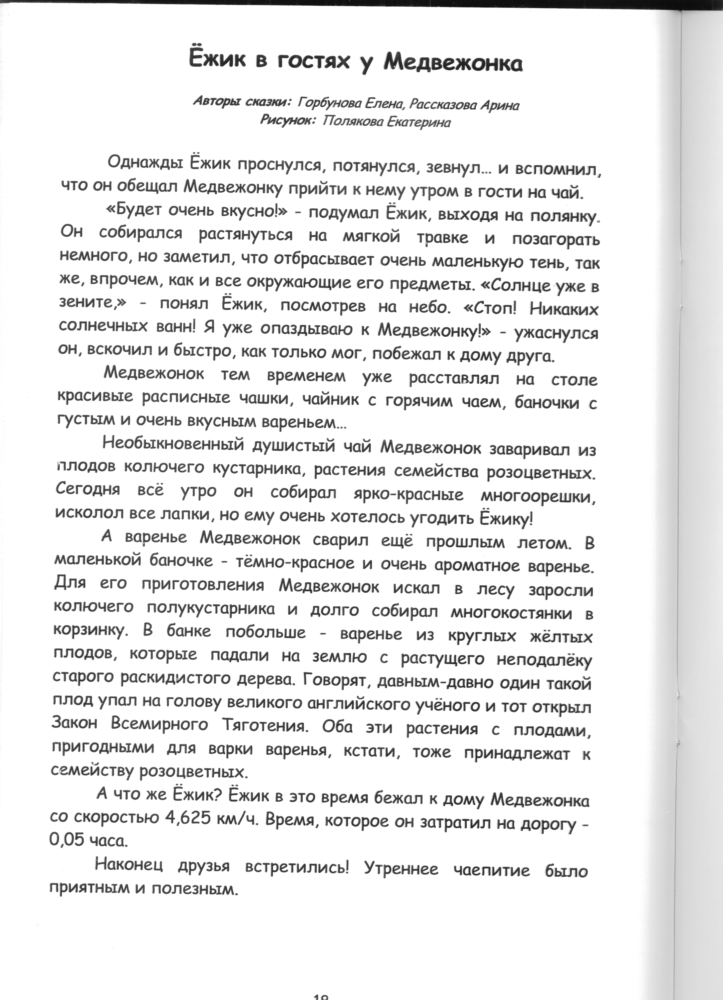 Ёжик в гостях у Медвежонка
Авторы сказки: Горбунова Елена, Рассказова Арина
Рисунок: Полякова Екатерина
Однажды Ёжик проснулся, потянулся, зевнул... и вспомнил,
что он обещал Медвежонку прийти к нему утром в гости на чай.
«Будет очень вкусно!» - подумал Ёжик, выходя на полянку.
Он собирался растянуться на мягкой травке и позагорать
немного, но заметил, что отбрасывает очень маленькую тень, так
же, впрочем, как и все окружающие его предметы. «Солнце уже в
зените,» - понял Ёжик, посмотрев на небо. «Стоп! Никаких
солнечных ванн! Я уже опаздываю к Медвежонку!» - ужаснулся
он, вскочил и быстро, как только мог, побежал к дому друга.
Медвежонок тем временем уже расставлял на столе
красивые расписные чашки, чайник с горячим чаем, баночки с
густым и очень вкусным вареньем...
Необыкновенный душистый чай Медвежонок заваривал из
плодов колючего кустарника, растения семейства розоцветных.
Сегодня всё утро он собирал ярко-красные многоорешки,
исколол все лапки, но ему очень хотелось угодить Ёжику!
А варенье Медвежонок сварил ещё прошлым летом. В
маленькой баночке - тёмно-красное и очень ароматное варенье.
Для его приготовления Медвежонок искал в лесу заросли
колючего полукустарника и долго собирал многокостянки в
корзинку. В банке побольше - варенье из круглых жёлтых
плодов, которые падали на землю с растущего неподалёку
старого раскидистого дерева. Говорят, давным-давно один такой
плод упал на голову великого английского учёного и тот открыл
Закон Всемирного Тяготения. Оба эти растения с плодами,
пригодными для варки варенья, кстати, тоже принадлежат к
семейству розоцветных.
А что же Ёжик? Ёжик в это время бежал к дому Медвежонка
со скоростью 4,625 км/ч. Время, которое он затратил на дорогу -
0,05 часа.
Наконец друзья встретились! Утреннее чаепитие было
приятным и полезным.